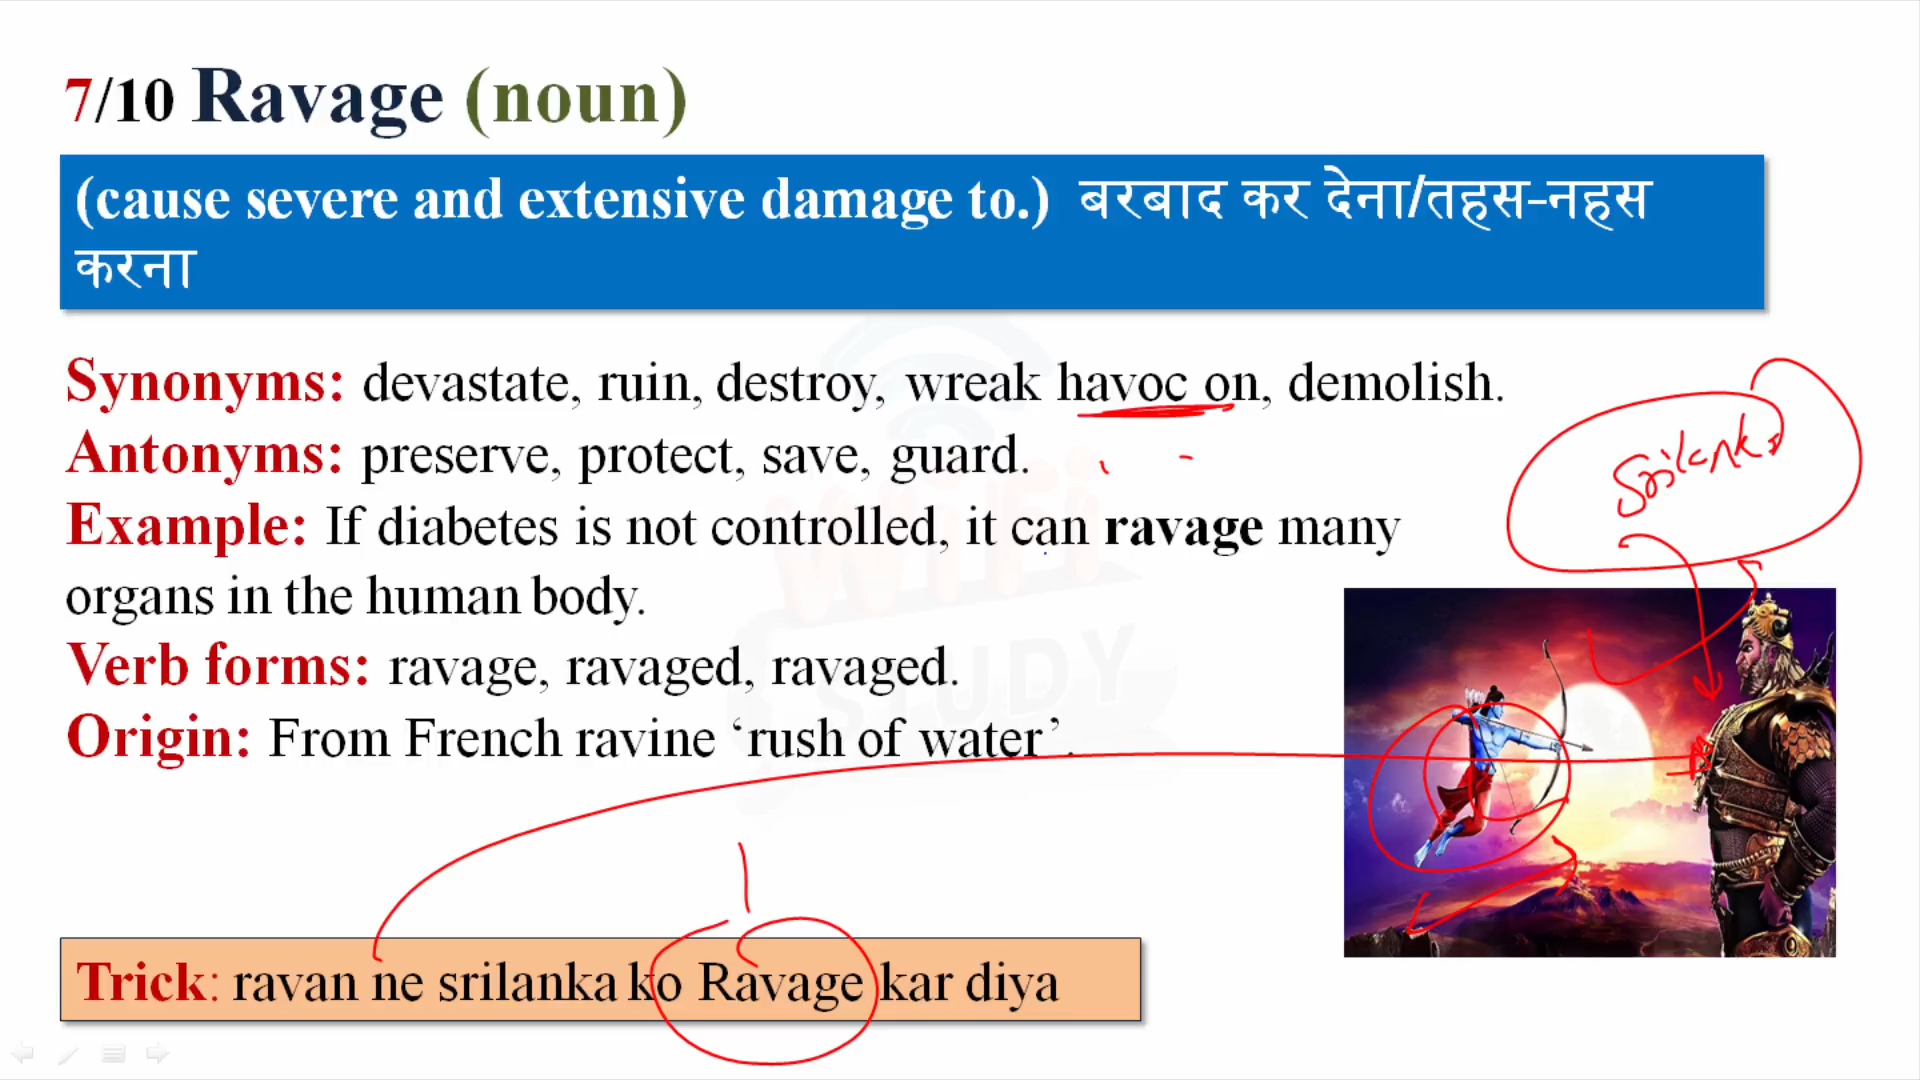 7/10 Ravage (noun)
(cause severe and extensive damage to.) बरबाद कर देना/तहस-नहस
करना
Synonyms: devastate, ruin, destroy, wreak havoc on, demolish.
Antonyms: preserve, protect, save, guard.
Srilanka
Example: If diabetes is not controlled, it can ravage many
organs in the human body.
Verb forms: ravage, ravaged, ravaged.
Origin: From French ravine ‘rush of water’.
Trick: ravan ne srilanka ko Ravage kar diya
WiFi
STUDY